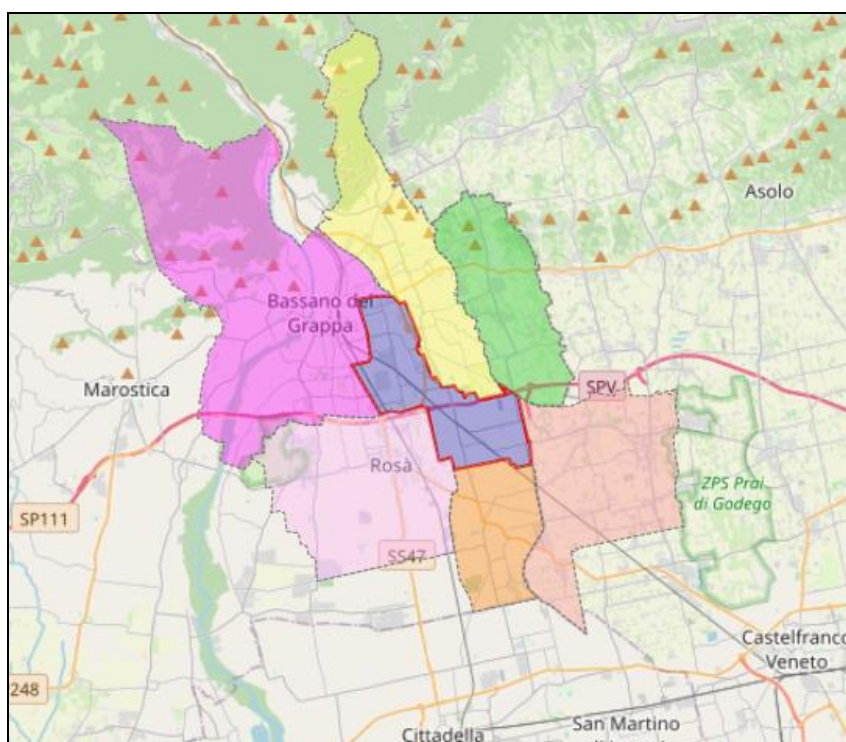 Asolo
Bassano del
Grappa
Marostica
SPV
Rosà
ZPS Prai
di Godego
SP111
SS47
Castelfranco
Veneto
248
Cittadella
San Martino